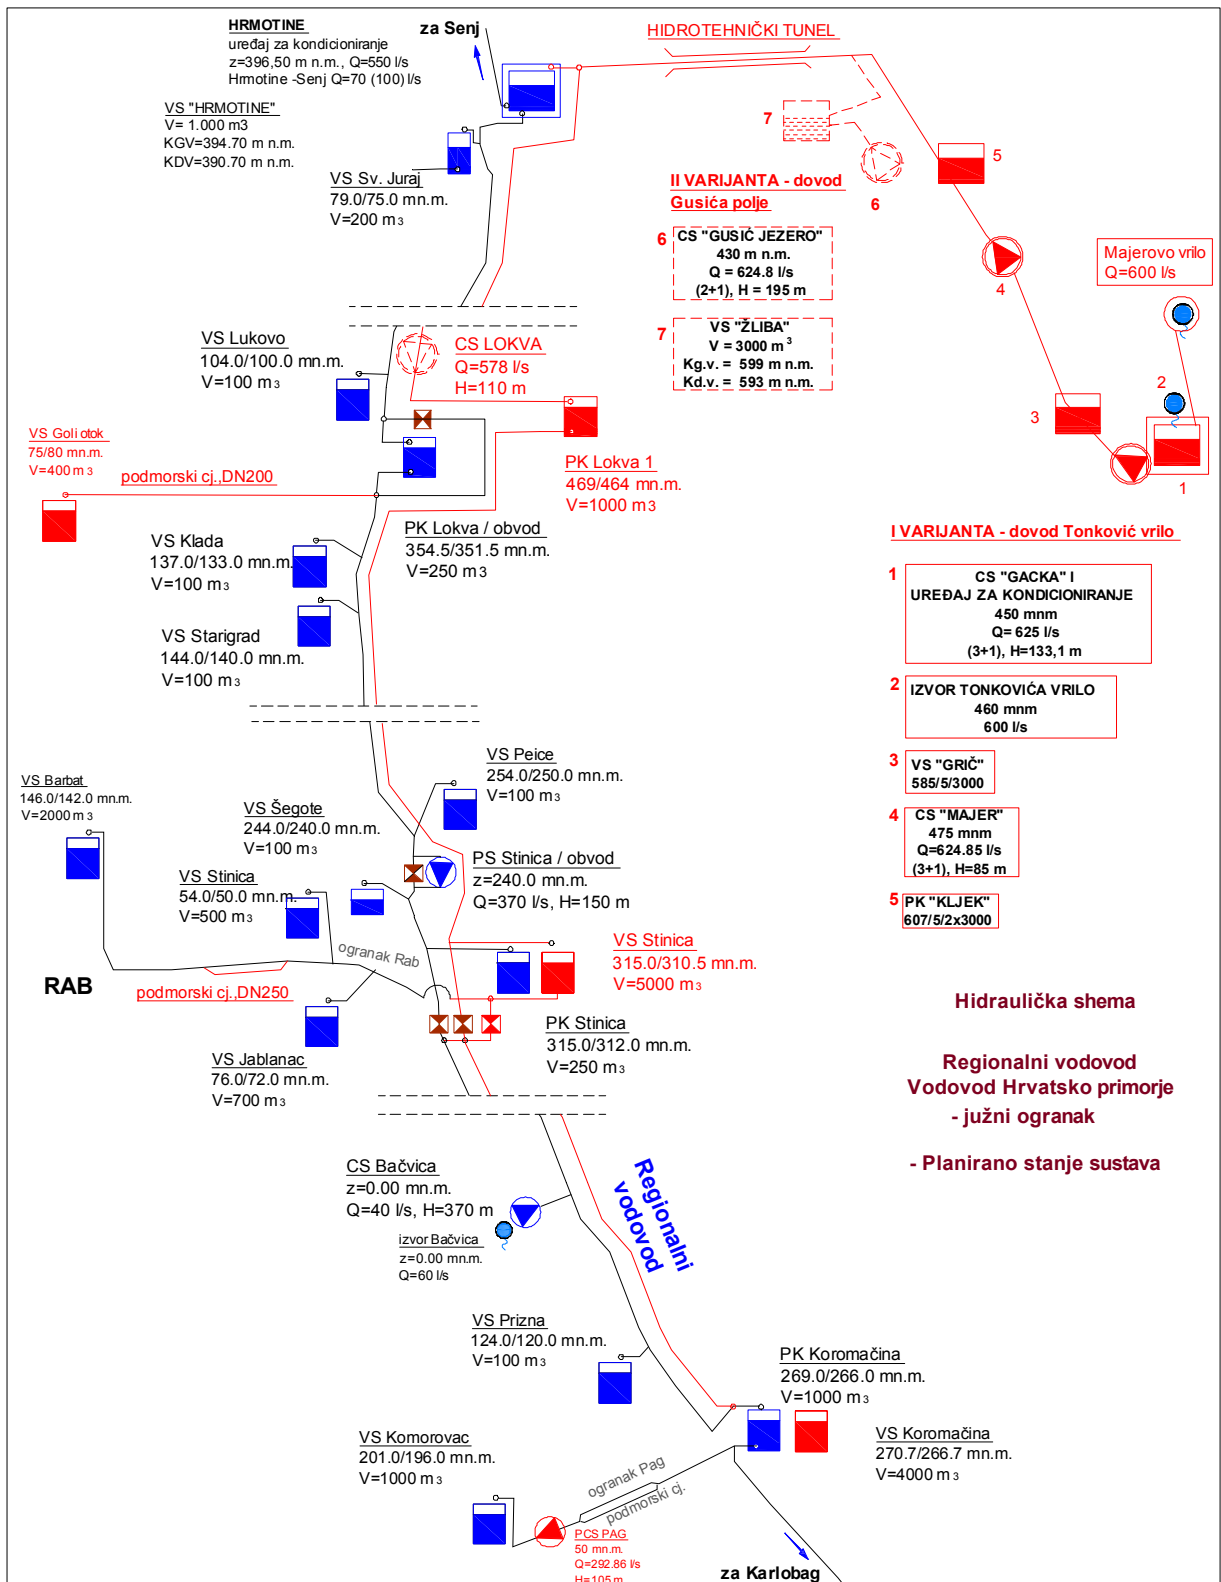 HRMOTINE
uređaj za kondicioniranje
z=396,50 m n.m., Q=550 l/s
Hrmotine -Senj Q=70 (100) l/s
za Senj
HIDROTEHNIČKI TUNEL
VS "HRMOTINE"
V= 1.000 m3
KGV=394.70 m n.m.
KDV=390.70 m n.m.
VS Sv. Juraj
79.0/75.0 mn.m.
V=200 m3
7
5
6
4
3
2
1
II VARIJANTA - dovod
Gusića polje
6
CS "GUSIĆ JEZERO"
430 m n.m.
Q = 624.8 l/s
(2+1), H = 195 m
7
VS "ŽLIBA"
V = 3000 m3
Kg.v. = 599 m n.m.
Kd.v. = 593 m n.m.
Majerovo vrilo
Q=600 l/s
VS Lukovo
104.0/100.0 mn.m.
V=100 m3
CS LOKVA
Q=578 l/s
H=110 m
VS Goli otok
75/80 mn.m.
V=400 m3
podmorski cj.,DN200
PK Lokva 1
469/464 mn.m.
V=1000 m3
PK Lokva / obvod
354.5/351.5 mn.m.
V=250 m3
VS Klada
137.0/133.0 mn.m.
V=100 m3
VS Starigrad
144.0/140.0 mn.m.
V=100 m3
I VARIJANTA - dovod Tonković vrilo
1
CS "GACKA" I
UREĐAJ ZA KONDICIONIRANJE
450 mnm
Q= 625 l/s
(3+1), H=133,1 m
2
IZVOR TONKOVIĆA VRILO
460 mnm
600 l/s
3
VS "GRIČ"
585/5/3000
4
CS "MAJER"
475 mnm
Q=624.85 l/s
(3+1), H=85 m
5
PK "KLJEK"
607/5/2x3000
VS Peice
254.0/250.0 mn.m.
V=100 m3
VS Barbat
146.0/142.0 mn.m.
V=2000 m3
VS Šegote
244.0/240.0 mn.m.
V=100 m3
PS Stinica / obvod
z=240.0 mn.m.
Q=370 l/s, H=150 m
VS Stinica
54.0/50.0 mn.m.
V=500 m3
ogranak Rab
VS Stinica
315.0/310.5 mn.m.
V=5000 m3
RAB
podmorski cj.,DN250
PK Stinica
315.0/312.0 mn.m.
V=250 m3
VS Jablanac
76.0/72.0 mn.m.
V=700 m3
Hidraulička shema
Regionalni vodovod
Vodovod Hrvatsko primorje
- južni ogranak
- Planirano stanje sustava
CS Bačvica
z=0.00 mn.m.
Q=40 l/s, H=370 m
izvor Bačvica
z=0.00 mn.m.
Q=60 l/s
Regionalni
vodovod
VS Prizna
124.0/120.0 mn.m.
V=100 m3
PK Koromačina
269.0/266.0 mn.m.
V=1000 m3
VS Koromačina
270.7/266.7 mn.m.
V=4000 m3
VS Komorovac
201.0/196.0 mn.m.
V=1000 m3
ogranak Pag
podmorski cj.
PCS PAG
50 mn.m.
Q=292.86 l/s
H=105 m
za Karlobag